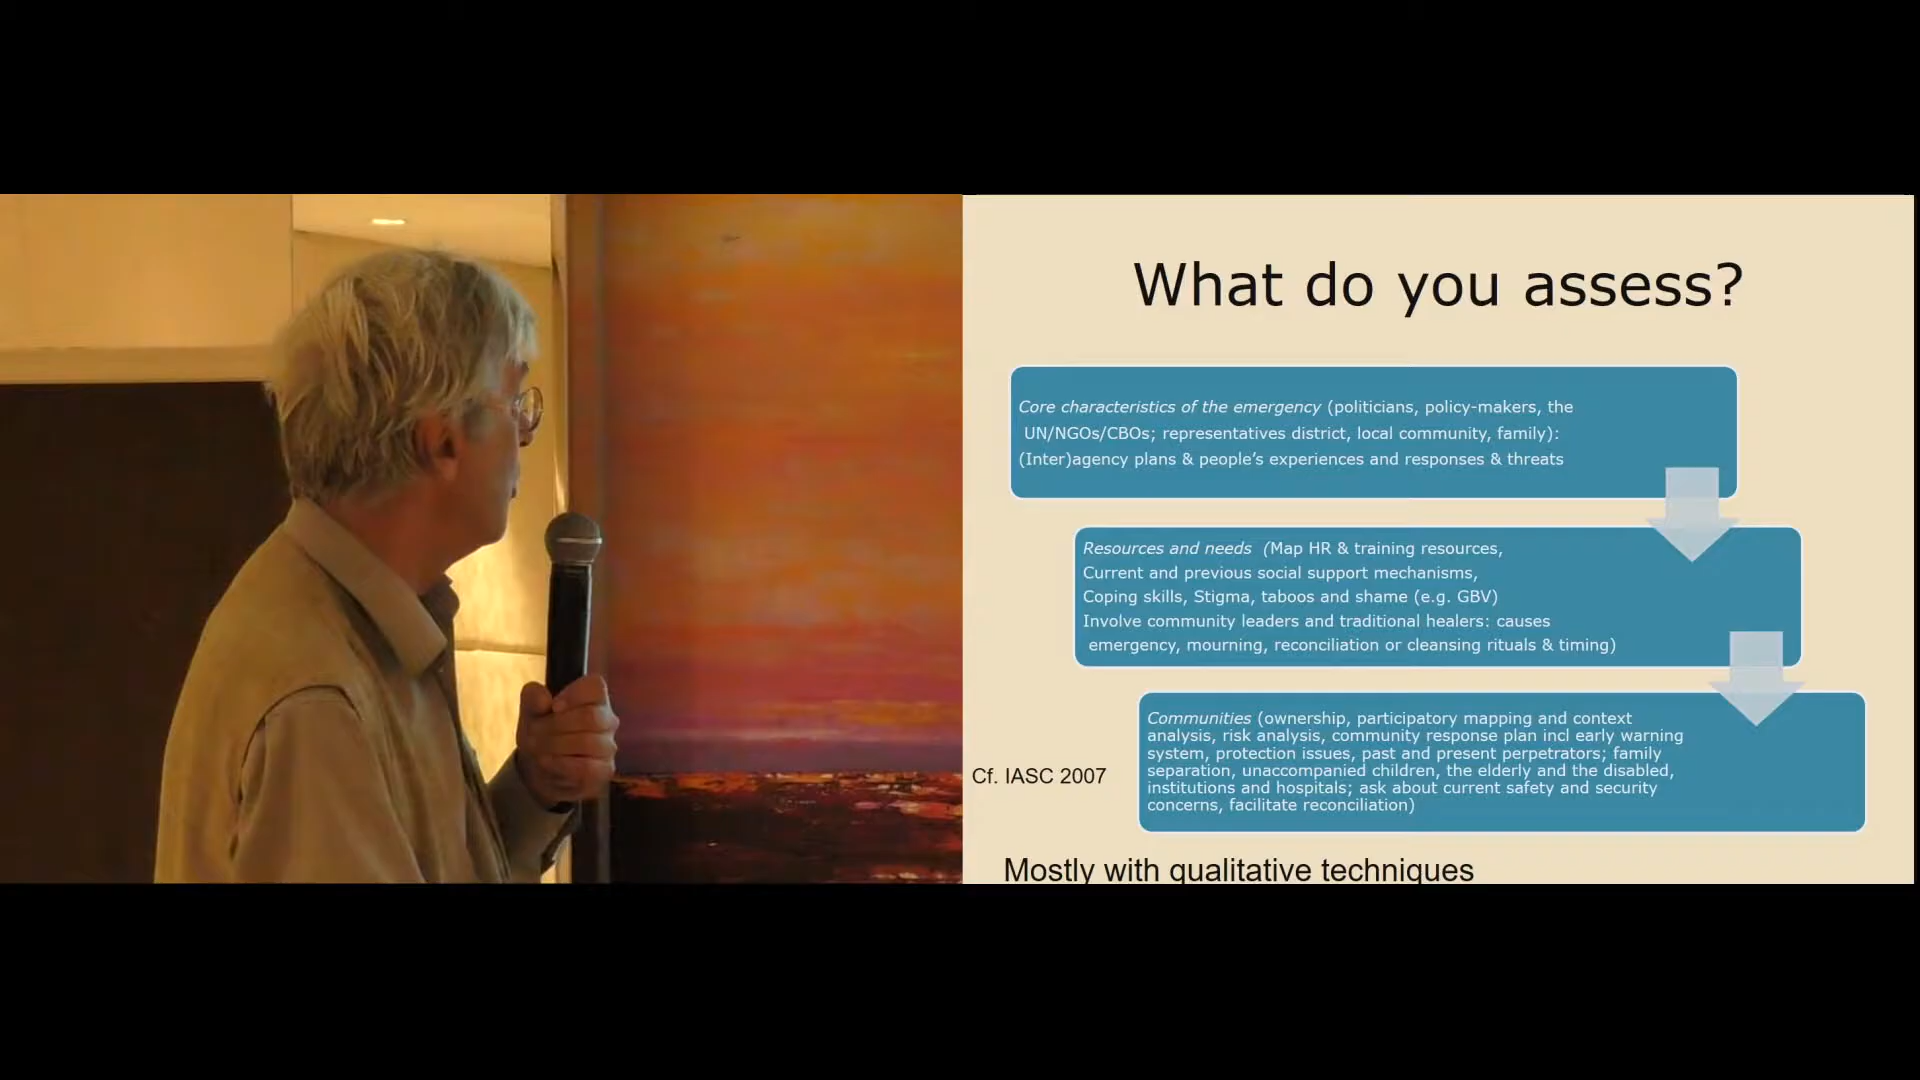 What do you assess?
Core characteristics of the emergency (politicians, policy-makers, the
UN/NGOs/CBOs; representatives district, local community, family):
(Inter)agency plans & people’s experiences and responses & threats
Resources and needs (Map HR & training resources,
Current and previous social support mechanisms,
Coping skills, Stigma, taboos and shame (e.g. GBV)
Involve community leaders and traditional healers: causes
emergency, mourning, reconciliation or cleansing rituals & timing)
Communities (ownership, participatory mapping and context
analysis, risk analysis, community response plan incl early warning
system, protection issues, past and present perpetrators; family
separation, unaccompanied children, the elderly and the disabled,
institutions and hospitals; ask about current safety and security
concerns, facilitate reconciliation)
Cf. IASC 2007
Mostly with qualitative techniques